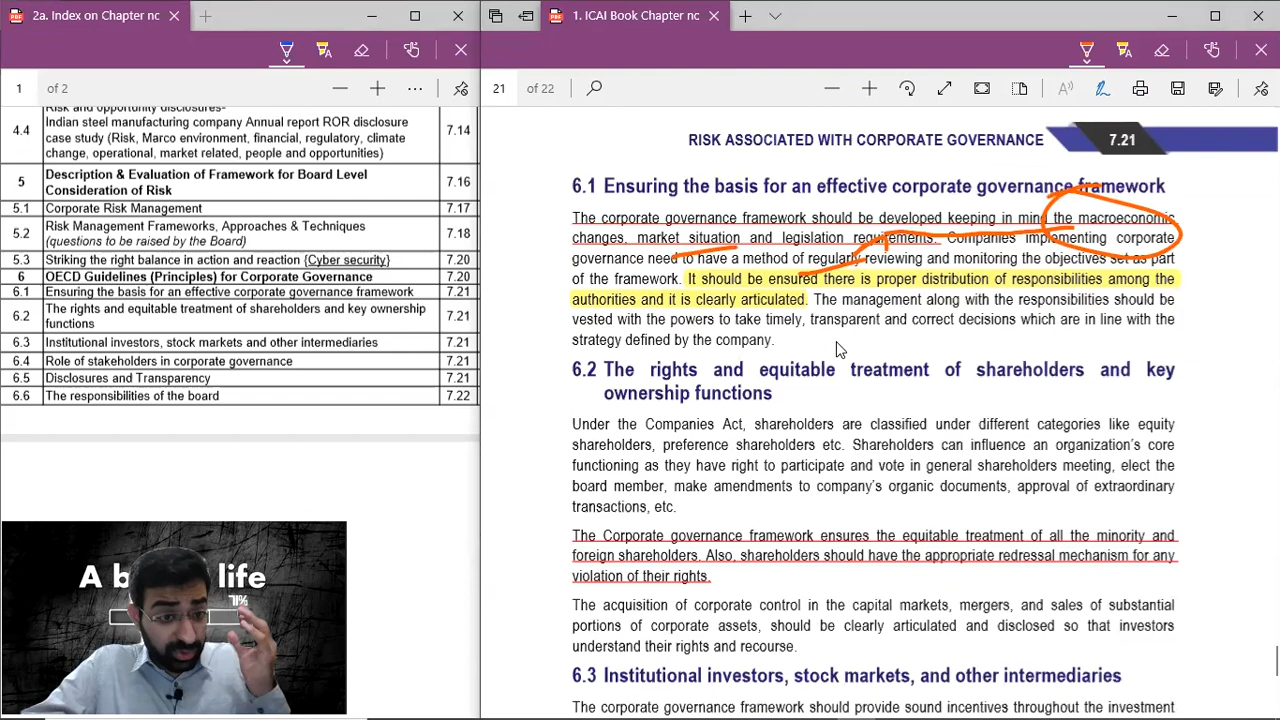 2a. Index on Chapter nc
1. ICAI Book Chapter nc
1 of 2
21 of 22
4.4 Risk and opportunity disclosures-
Indian steel manufacturing company Annual report ROR disclosure
case study (Risk, Marco environment, financial, regulatory, climate
change, operational, market related, people and opportunities) 7.14
5 Description & Evaluation of Framework for Board Level
Consideration of Risk 7.16
5.1 Corporate Risk Management 7.17
5.2 Risk Management Frameworks, Approaches & Techniques
(questions to be raised by the Board) 7.18
5.3 Striking the right balance in action and reaction {Cyber security} 7.20
6 OECD Guidelines (Principles) for Corporate Governance 7.20
6.1 Ensuring the basis for an effective corporate governance framework 7.21
6.2 The rights and equitable treatment of shareholders and key ownership
functions 7.21
6.3 Institutional investors, stock markets and other intermediaries 7.21
6.4 Role of stakeholders in corporate governance 7.21
6.5 Disclosures and Transparency 7.21
6.6 The responsibilities of the board 7.22
A b life
71%
RISK ASSOCIATED WITH CORPORATE GOVERNANCE 7.21
6.1 Ensuring the basis for an effective corporate governance framework
The corporate governance framework should be developed keeping in mind the macroeconomic
changes, market situation and legislation requirements. Companies implementing corporate
governance need to have a method of regularly reviewing and monitoring the objectives set as part
of the framework. It should be ensured there is proper distribution of responsibilities among the
authorities and it is clearly articulated. The management along with the responsibilities should be
vested with the powers to take timely, transparent and correct decisions which are in line with the
strategy defined by the company.
6.2 The rights and equitable treatment of shareholders and key
ownership functions
Under the Companies Act, shareholders are classified under different categories like equity
shareholders, preference shareholders etc. Shareholders can influence an organization's core
functioning as they have right to participate and vote in general shareholders meeting, elect the
board member, make amendments to company's organic documents, approval of extraordinary
transactions, etc.
The Corporate governance framework ensures the equitable treatment of all the minority and
foreign shareholders. Also, shareholders should have the appropriate redressal mechanism for any
violation of their rights.
The acquisition of corporate control in the capital markets, mergers, and sales of substantial
portions of corporate assets, should be clearly articulated and disclosed so that investors
understand their rights and recourse.
6.3 Institutional investors, stock markets, and other intermediaries
The corporate governance framework should provide sound incentives throughout the investment